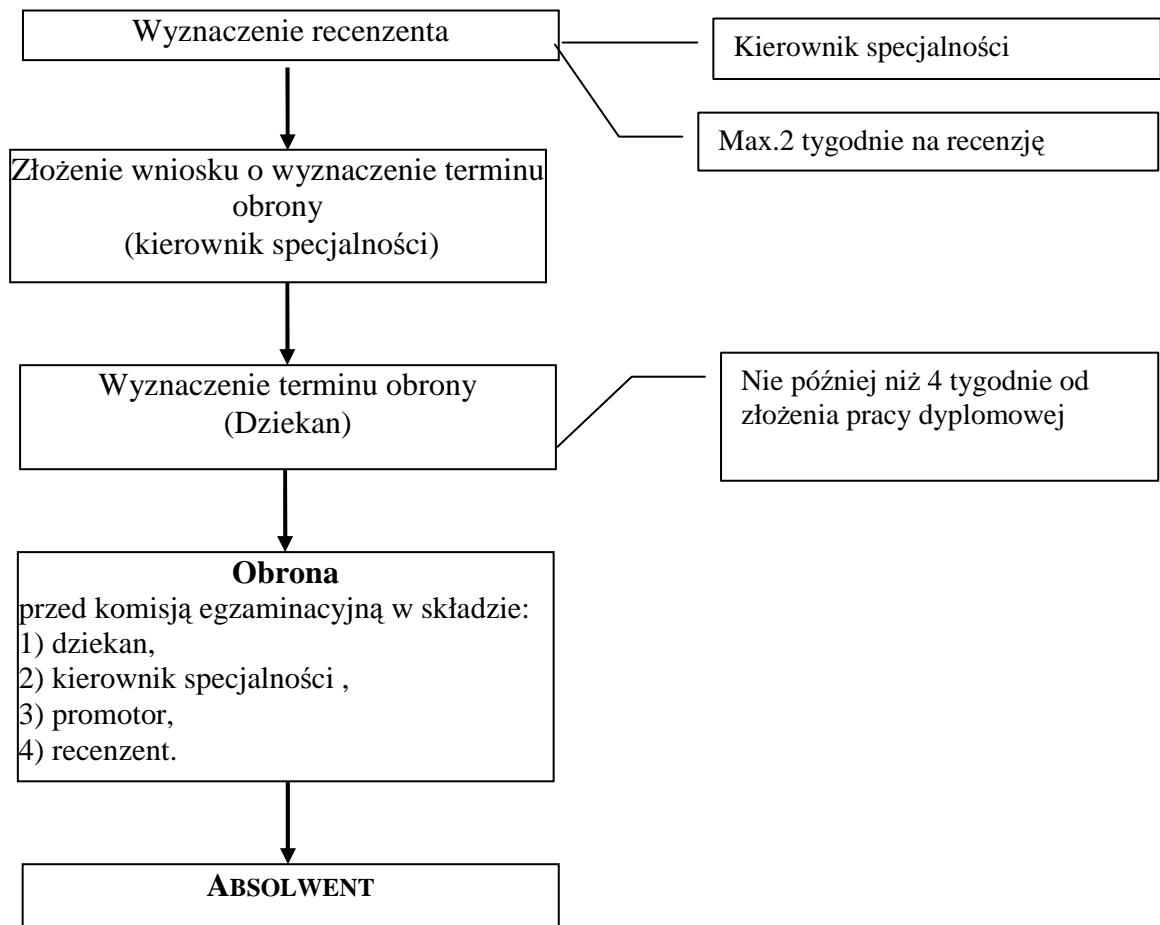 Wyznaczenie recenzenta
Kierownik specjalności
Max.2 tygodnie na recenzję
Złożenie wniosku o wyznaczenie terminu
obrony
(kierownik specjalności)
Wyznaczenie terminu obrony
(Dziekan)
Nie później niż 4 tygodnie od
złożenia pracy dyplomowej
Obrona
przed komisją egzaminacyjną w składzie:
1) dziekan,
2) kierownik specjalności ,
3) promotor,
4) recenzent.
ABSOLWENT